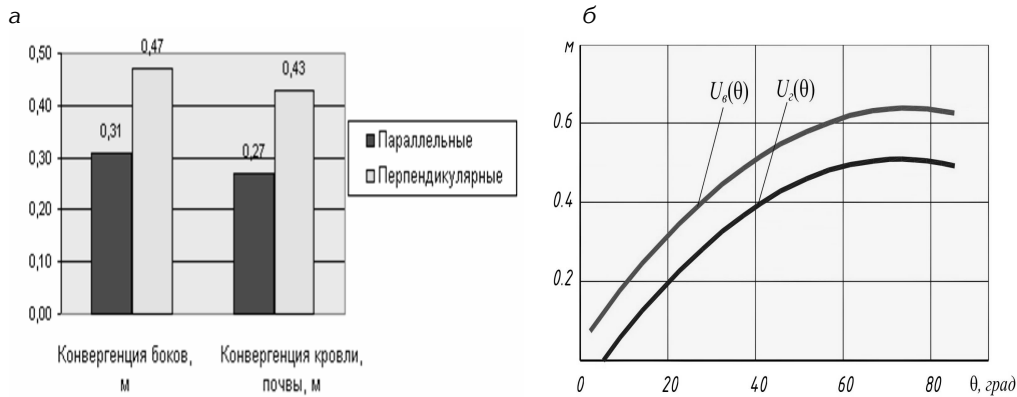 а
0,50
0,40
0,30
0,20
0,10
0,00
0,31
0,47
0,27
0,43
Конвергенция боков,
м
Конвергенция кровли,
почвы, м
Параллельные
Перпендикулярные
б
м
0.6
0.4
0.2
Uв(θ)
Uг(θ)
0 20 40 60 80 θ, град